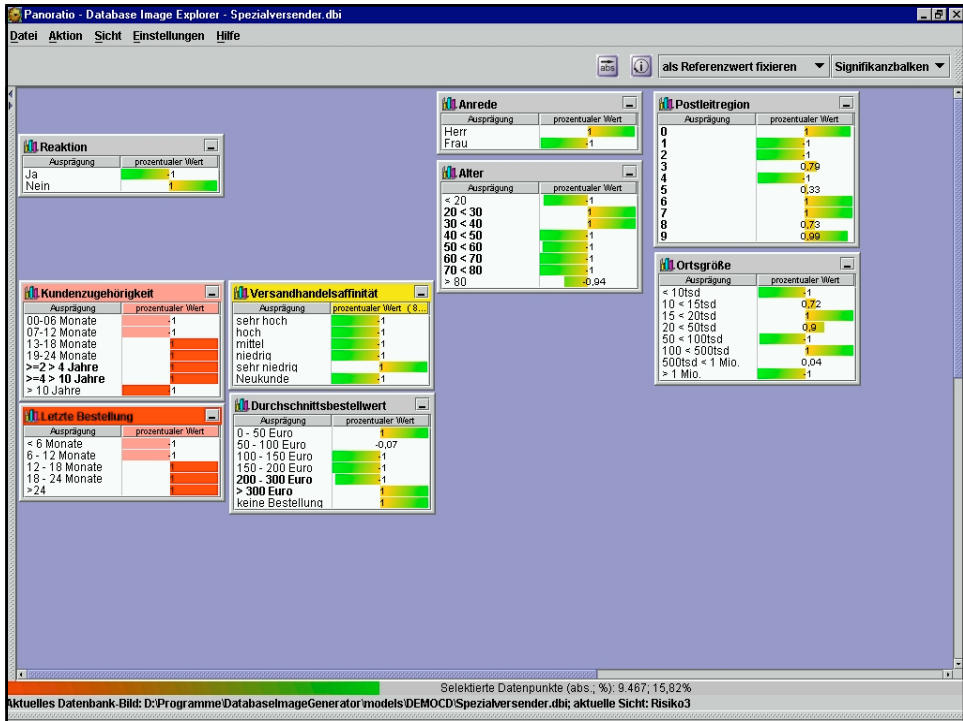 Panoratio - Database Image Explorer - Spezialversender.dbi
Datei Aktion Sicht Einstellungen Hilfe
abs als Referenzwert fixieren Signifikanzbalken
Reaktion
Ausprägung prozentualer Wert
Ja -1
Nein 1
Anrede
Ausprägung prozentualer Wert
Herr 1
Frau -1
Alter
Ausprägung prozentualer Wert
< 20 -1
20 < 30 1
30 < 40 1
40 < 50 -1
50 < 60 -1
60 < 70 -1
70 < 80 -1
> 80 -0,94
Postleitregion
Ausprägung prozentualer Wert
0 1
1 -1
2 -1
3 0,79
4 -1
5 0,33
6 1
7 1
8 0,73
9 0,99
Ortsgröße
Ausprägung prozentualer Wert
< 10tsd -1
10 < 15tsd 0,72
15 < 20tsd 1
20 < 50tsd 0,9
50 < 100tsd -1
100 < 500tsd 1
500tsd < 1 Mio. 0,04
> 1 Mio. -1
Kundenzugehörigkeit
Ausprägung prozentualer Wert
00-06 Monate -1
07-12 Monate -1
13-18 Monate 1
19-24 Monate 1
>=2 > 4 Jahre 1
>=4 > 10 Jahre 1
> 10 Jahre -1
Versandhandelsaffinität
Ausprägung prozentualer Wert ( 8...
sehr hoch -1
hoch -1
mittel -1
niedrig -1
sehr niedrig 1
Neukunde -1
Letzte Bestellung
Ausprägung prozentualer Wert
< 6 Monate -1
6 - 12 Monate -1
12 - 18 Monate 1
18 - 24 Monate 1
>24 1
Durchschnittsbestellwert
Ausprägung prozentualer Wert
0 - 50 Euro 1
50 - 100 Euro -0,07
100 - 150 Euro -1
150 - 200 Euro -1
200 - 300 Euro -1
> 300 Euro 1
keine Bestellung 1
Selektierte Datenpunkte (abs.; %): 9.467; 15,82%
Aktuelles Datenbank-Bild: D:\Programme\DatabaseImageGenerator\models\DEMOCD\Spezialversender.dbi; aktuelle Sicht: Risiko3